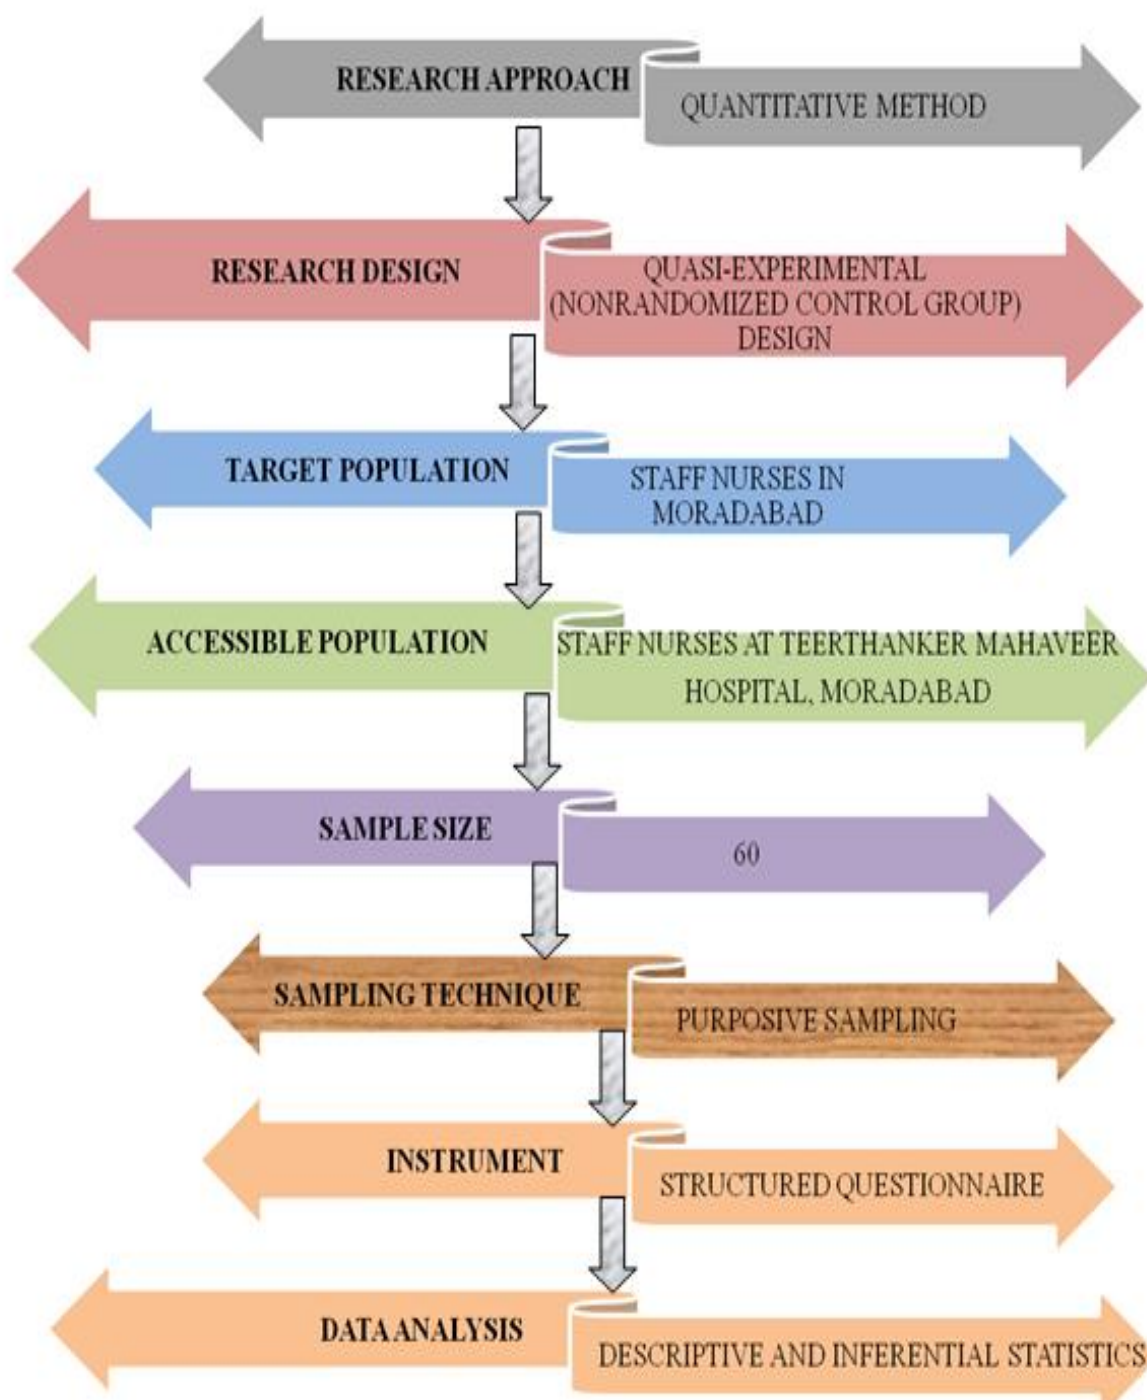 RESEARCH APPROACH
QUANTITATIVE METHOD
RESEARCH DESIGN
QUASI-EXPERIMENTAL
(NONRANDOMIZED CONTROL GROUP)
DESIGN
TARGET POPULATION
STAFF NURSES IN
MORADABAD
ACCESSIBLE POPULATION
STAFF NURSES AT TEERTHANKER MAHAVEER
HOSPITAL, MORADABAD
SAMPLE SIZE
60
SAMPLING TECHNIQUE
PURPOSIVE SAMPLING
INSTRUMENT
STRUCTURED QUESTIONNAIRE
DATA ANALYSIS
DESCRIPTIVE AND INFERENTIAL STATISTICS